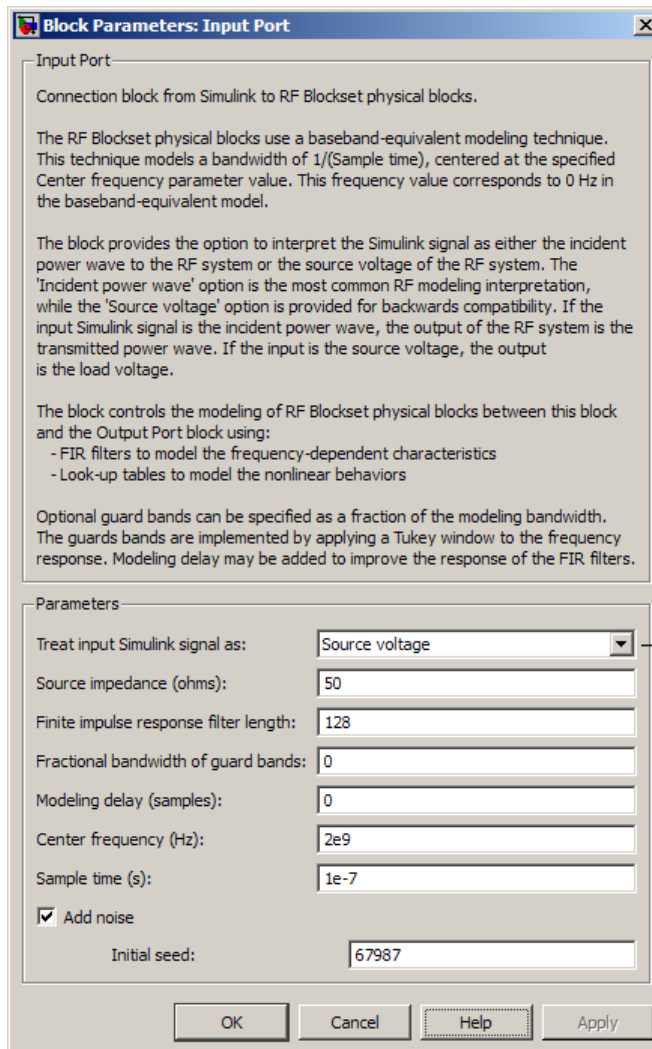 Block Parameters: Input Port
Input Port
Connection block from Simulink to RF Blockset physical blocks.
The RF Blockset physical blocks use a baseband-equivalent modeling technique.
This technique models a bandwidth of 1/(Sample time), centered at the specified
Center frequency parameter value. This frequency value corresponds to 0 Hz in
the baseband-equivalent model.
The block provides the option to interpret the Simulink signal as either the incident
power wave to the RF system or the source voltage of the RF system. The
'Incident power wave' option is the most common RF modeling interpretation,
while the 'Source voltage' option is provided for backwards compatibility. If the
input Simulink signal is the incident power wave, the output of the RF system is the
transmitted power wave. If the input is the source voltage, the output
is the load voltage.
The block controls the modeling of RF Blockset physical blocks between this block
and the Output Port block using:
- FIR filters to model the frequency-dependent characteristics
- Look-up tables to model the nonlinear behaviors
Optional guard bands can be specified as a fraction of the modeling bandwidth.
The guards bands are implemented by applying a Tukey window to the frequency
response. Modeling delay may be added to improve the response of the FIR filters.
Parameters
Treat input Simulink signal as: Source voltage
Source impedance (ohms): 50
Finite impulse response filter length: 128
Fractional bandwidth of guard bands: 0
Modeling delay (samples): 0
Center frequency (Hz): 2e9
Sample time (s): 1e-7
Add noise
Initial seed: 67987
OK Cancel Help Apply